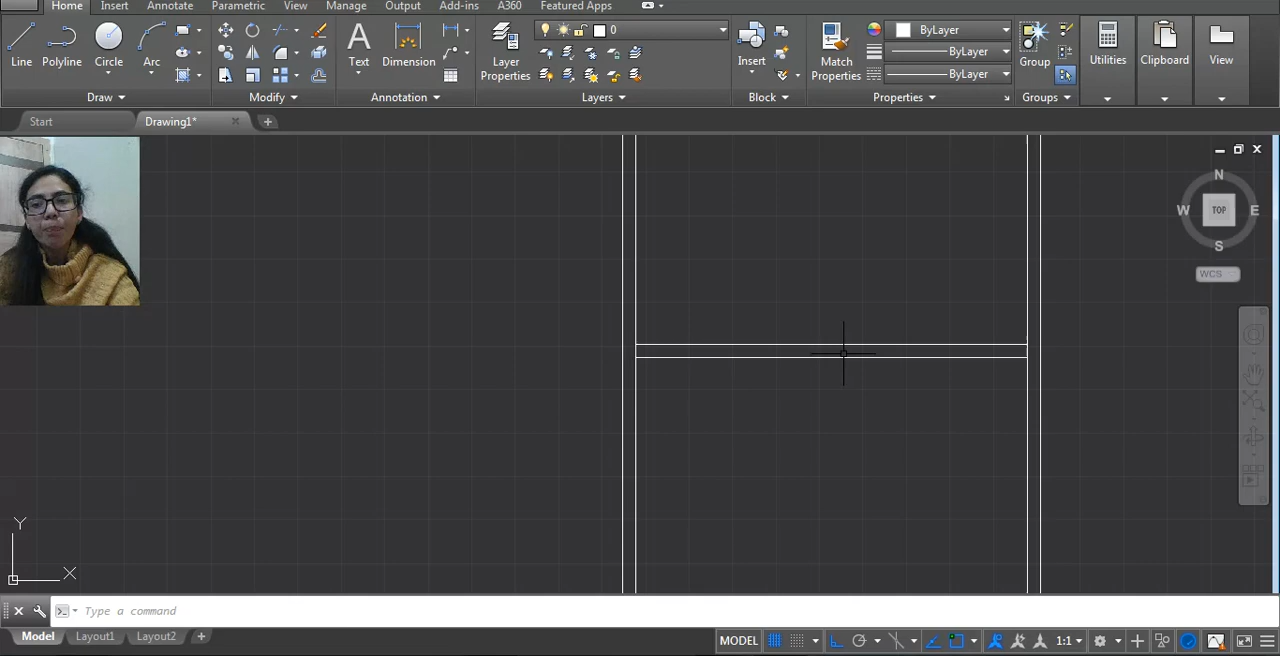 Home Insert Annotate Parametric View Manage Output Add-ins A360 Featured Apps
Line Polyline Circle Arc Text Dimension Layer Properties 0 Insert Match Properties ByLayer ByLayer ByLayer Group Utilities Clipboard View
Draw Modify Annotation Layers Block Properties Groups
Start Drawing1* +
N
W TOP E
S
WCS
Y
X
Type a command
Model Layout1 Layout2 + MODEL 1:1